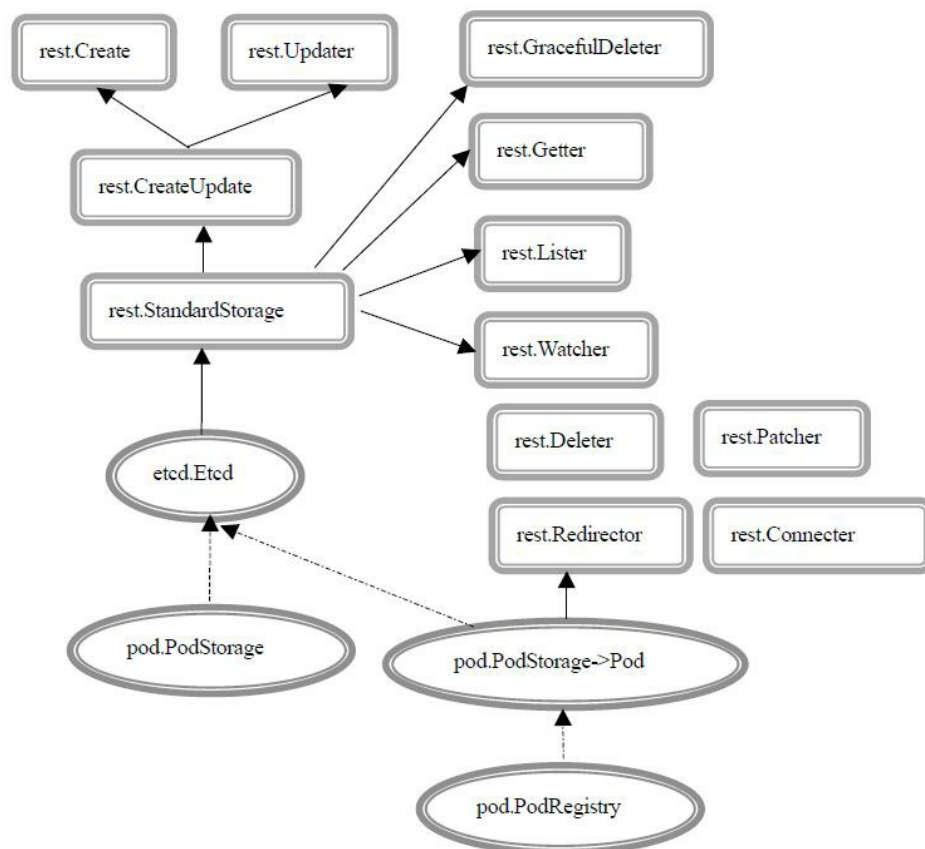 rest.Create
rest.Updater
rest.GracefulDeleter
rest.Getter
rest.CreateUpdate
rest.Lister
rest.StandardStorage
rest.Watcher
rest.Deleter
rest.Patcher
etcd.Etcd
rest.Redirector
rest.Connecter
pod.PodStorage
pod.PodStorage->Pod
pod.PodRegistry